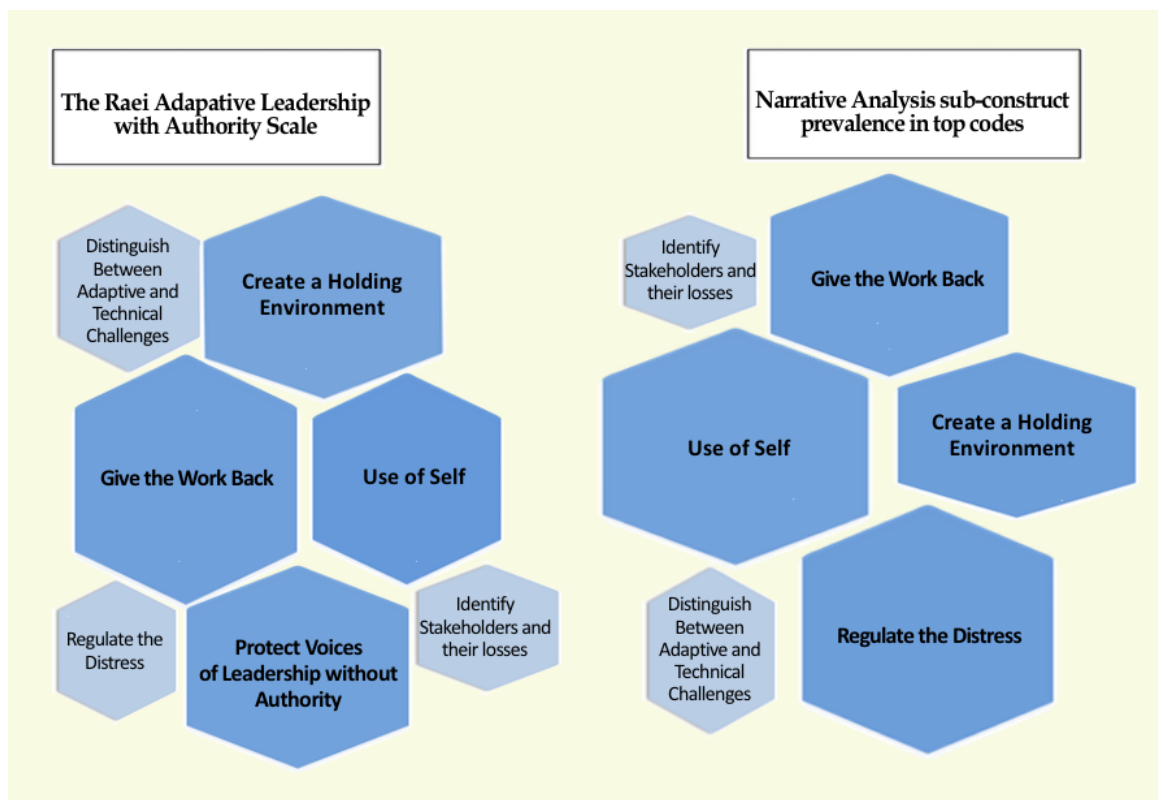 The Raei Adapative Leadership
with Authority Scale
Distinguish
Between
Adaptive and
Technical
Challenges
Create a Holding
Environment
Give the Work Back
Use of Self
Regulate the
Distress
Protect Voices
of Leadership without
Authority
Identify
Stakeholders and
their losses
Narrative Analysis sub-construct
prevalence in top codes
Identify
Stakeholders and
their losses
Give the Work Back
Use of Self
Create a Holding
Environment
Distinguish
Between
Adaptive and
Technical
Challenges
Regulate the Distress